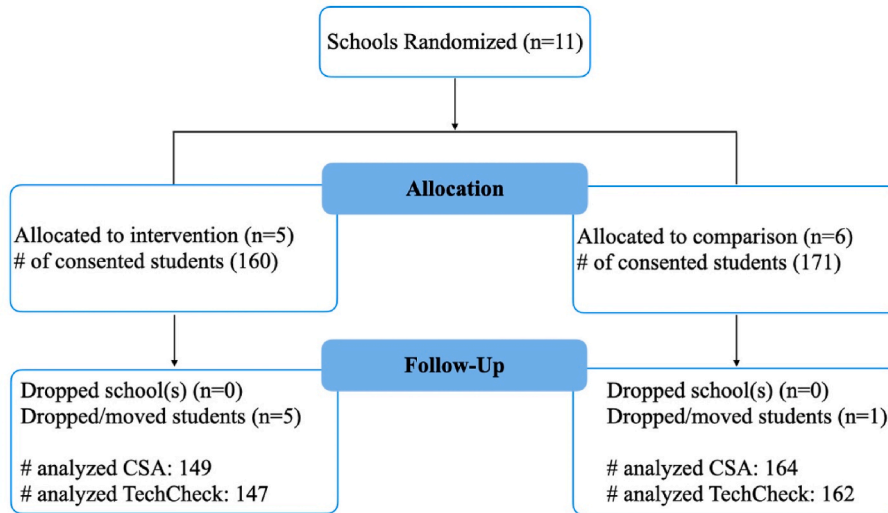 Schools Randomized (n=11)
Allocation
Allocated to intervention (n=5)
# of consented students (160)
Allocated to comparison (n=6)
# of consented students (171)
Follow-Up
Dropped school(s) (n=0)
Dropped/moved students (n=5)
# analyzed CSA: 149
# analyzed TechCheck: 147
Dropped school(s) (n=0)
Dropped/moved students (n=1)
# analyzed CSA: 164
# analyzed TechCheck: 162